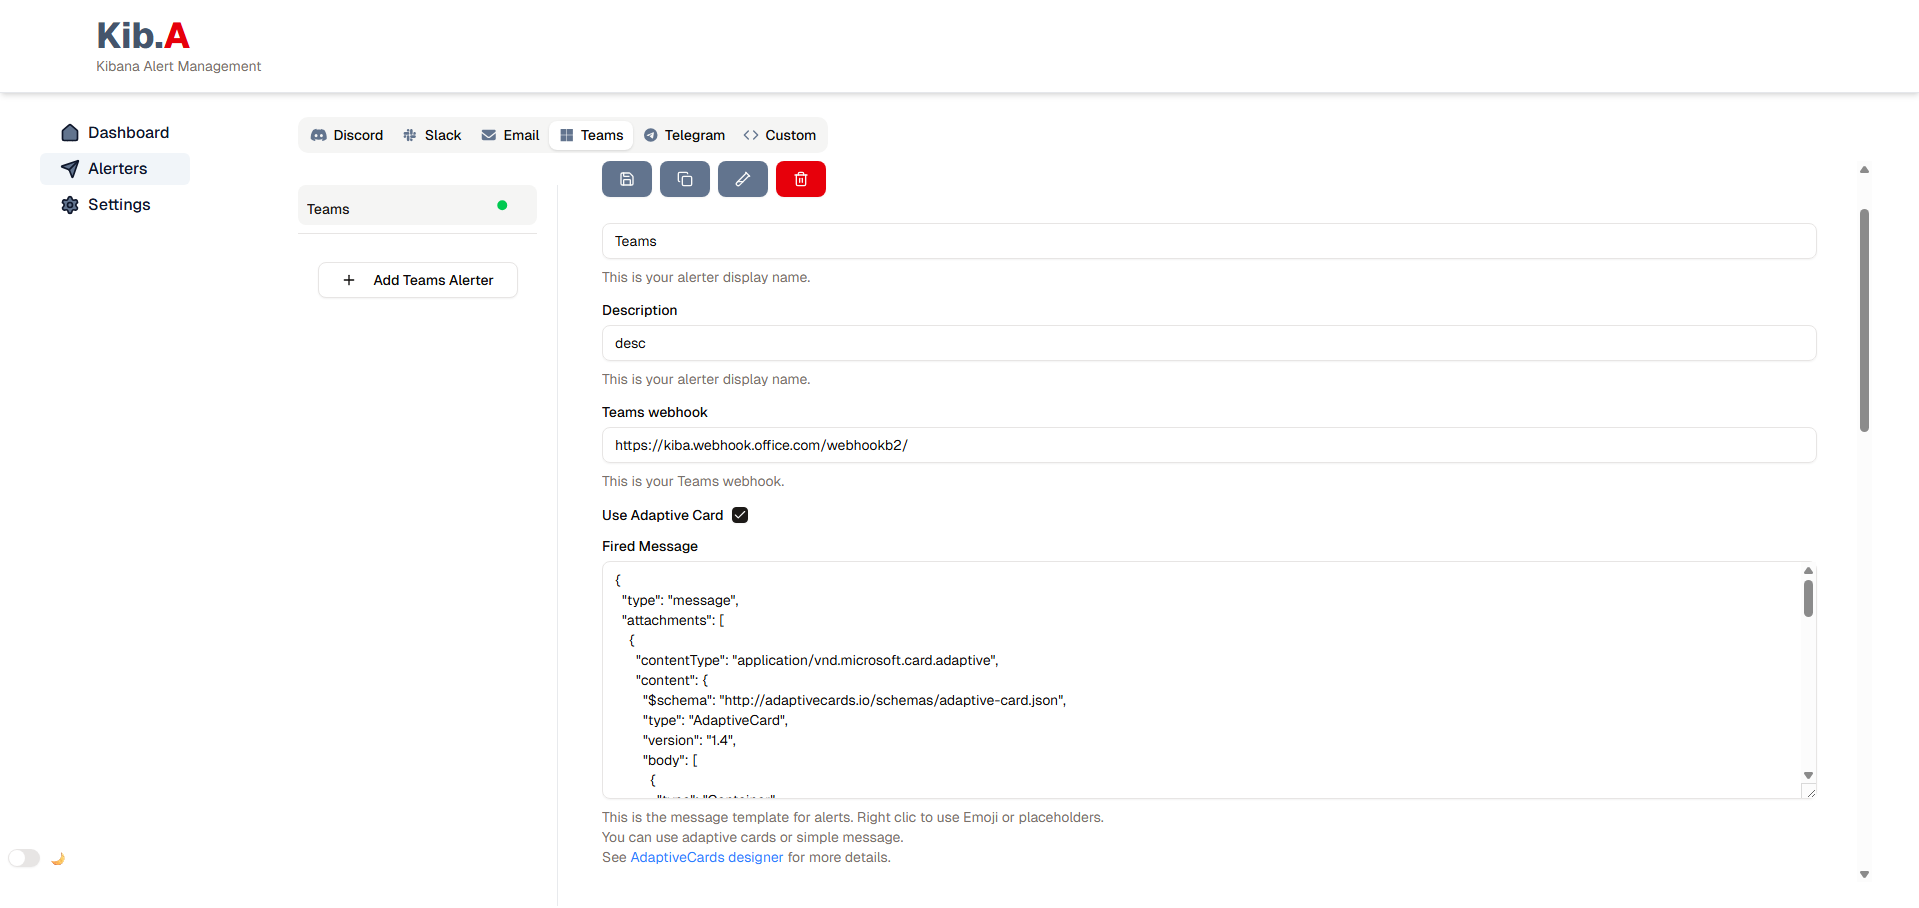 Kib.A
Kibana Alert Management
Dashboard
Alerters
Settings
Discord
Slack
Email
Teams
Telegram
Custom
Teams
Add Teams Alerter
Teams
This is your alerter display name.
Description
desc
This is your alerter display name.
Teams webhook
https://kiba.webhook.office.com/webhookb2/
This is your Teams webhook.
Use Adaptive Card
Fired Message
{
"type": "message",
"attachments": [
{
"contentType": "application/vnd.microsoft.card.adaptive",
"content": {
"$schema": "http://adaptivecards.io/schemas/adaptive-card.json",
"type": "AdaptiveCard",
"version": "1.4",
"body": [
{
"type": "Container"
This is the message template for alerts. Right clic to use Emoji or placeholders.
You can use adaptive cards or simple message.
See AdaptiveCards designer for more details.